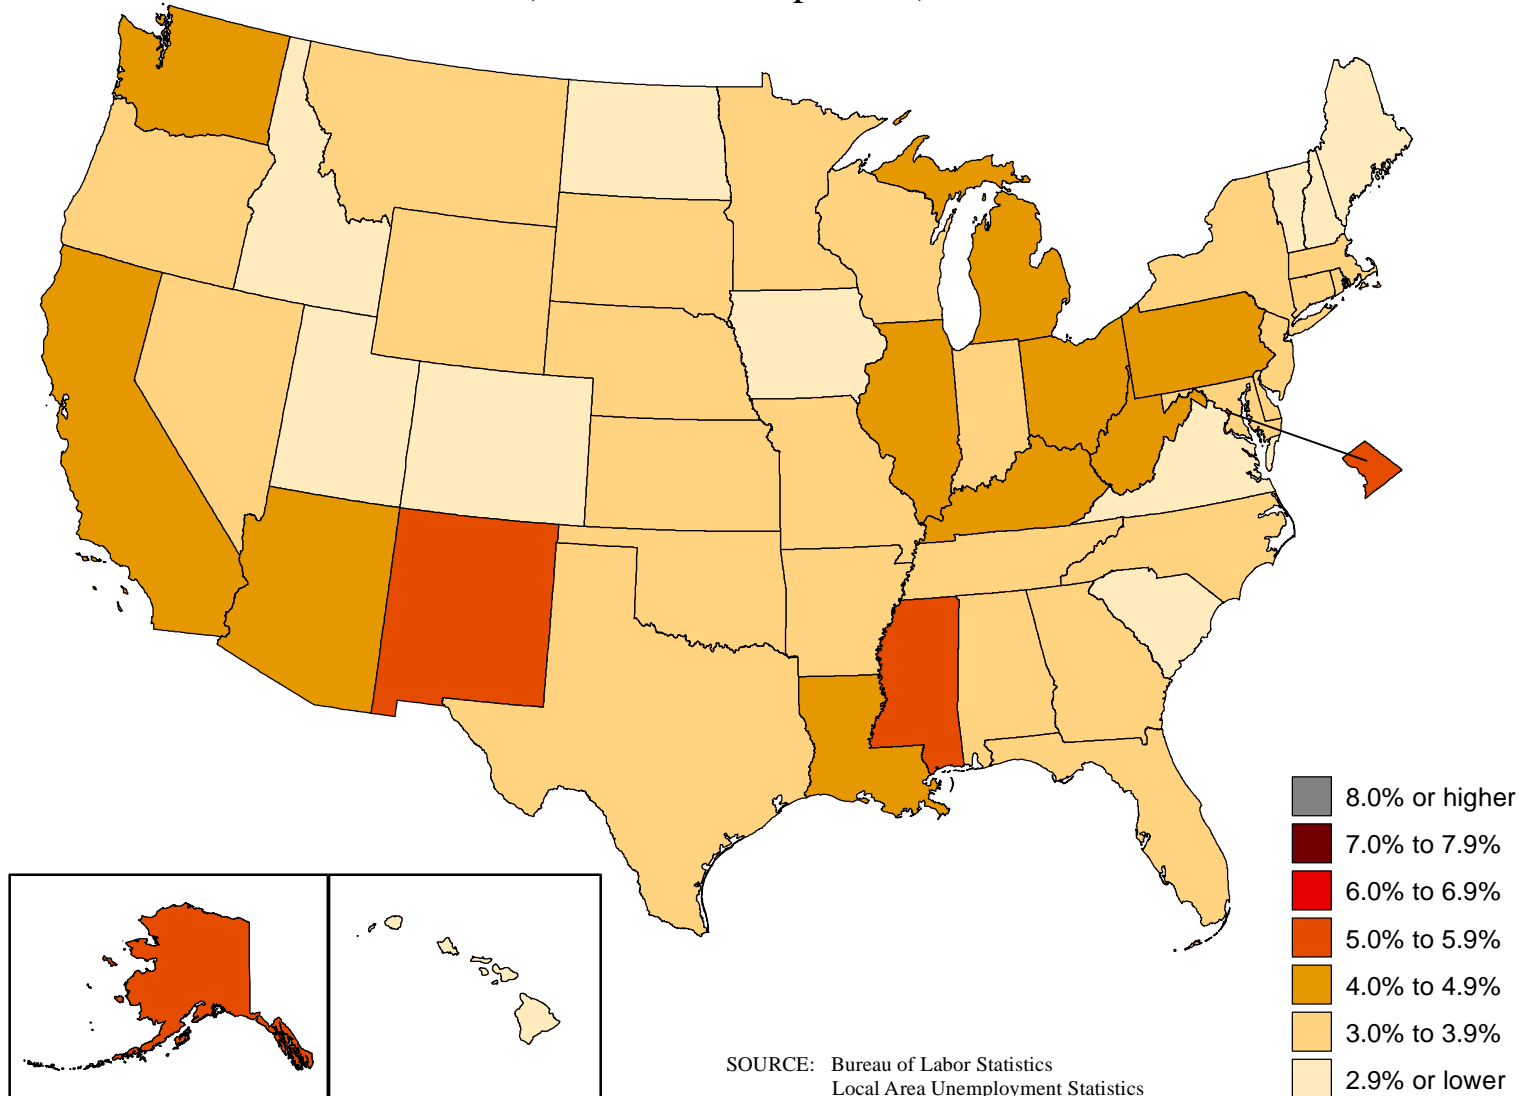 8.0% or higher
7.0% to 7.9%
6.0% to 6.9%
5.0% to 5.9%
4.0% to 4.9%
3.0% to 3.9%
2.9% or lower
SOURCE: Bureau of Labor Statistics
Local Area Unemployment Statistics